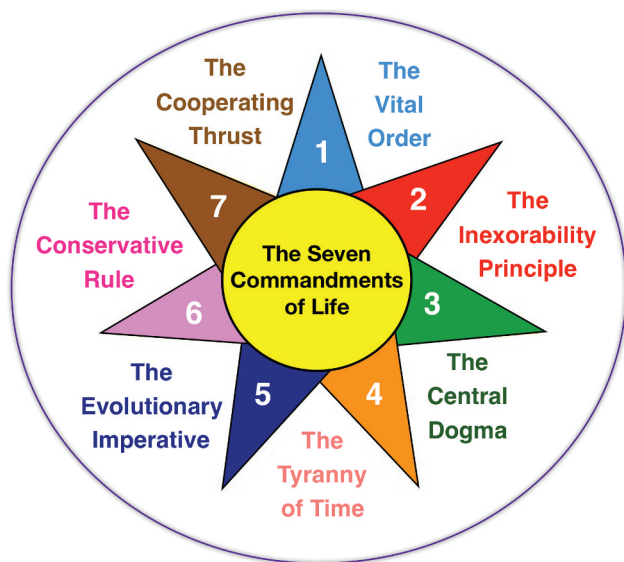 The Seven
Commandments
of Life
1
The
Vital
Order
2
The
Inexorability
Principle
3
The
Central
Dogma
4
The
Tyranny
of Time
5
The
Evolutionary
Imperative
6
The
Conservative
Rule
7
The
Cooperating
Thrust